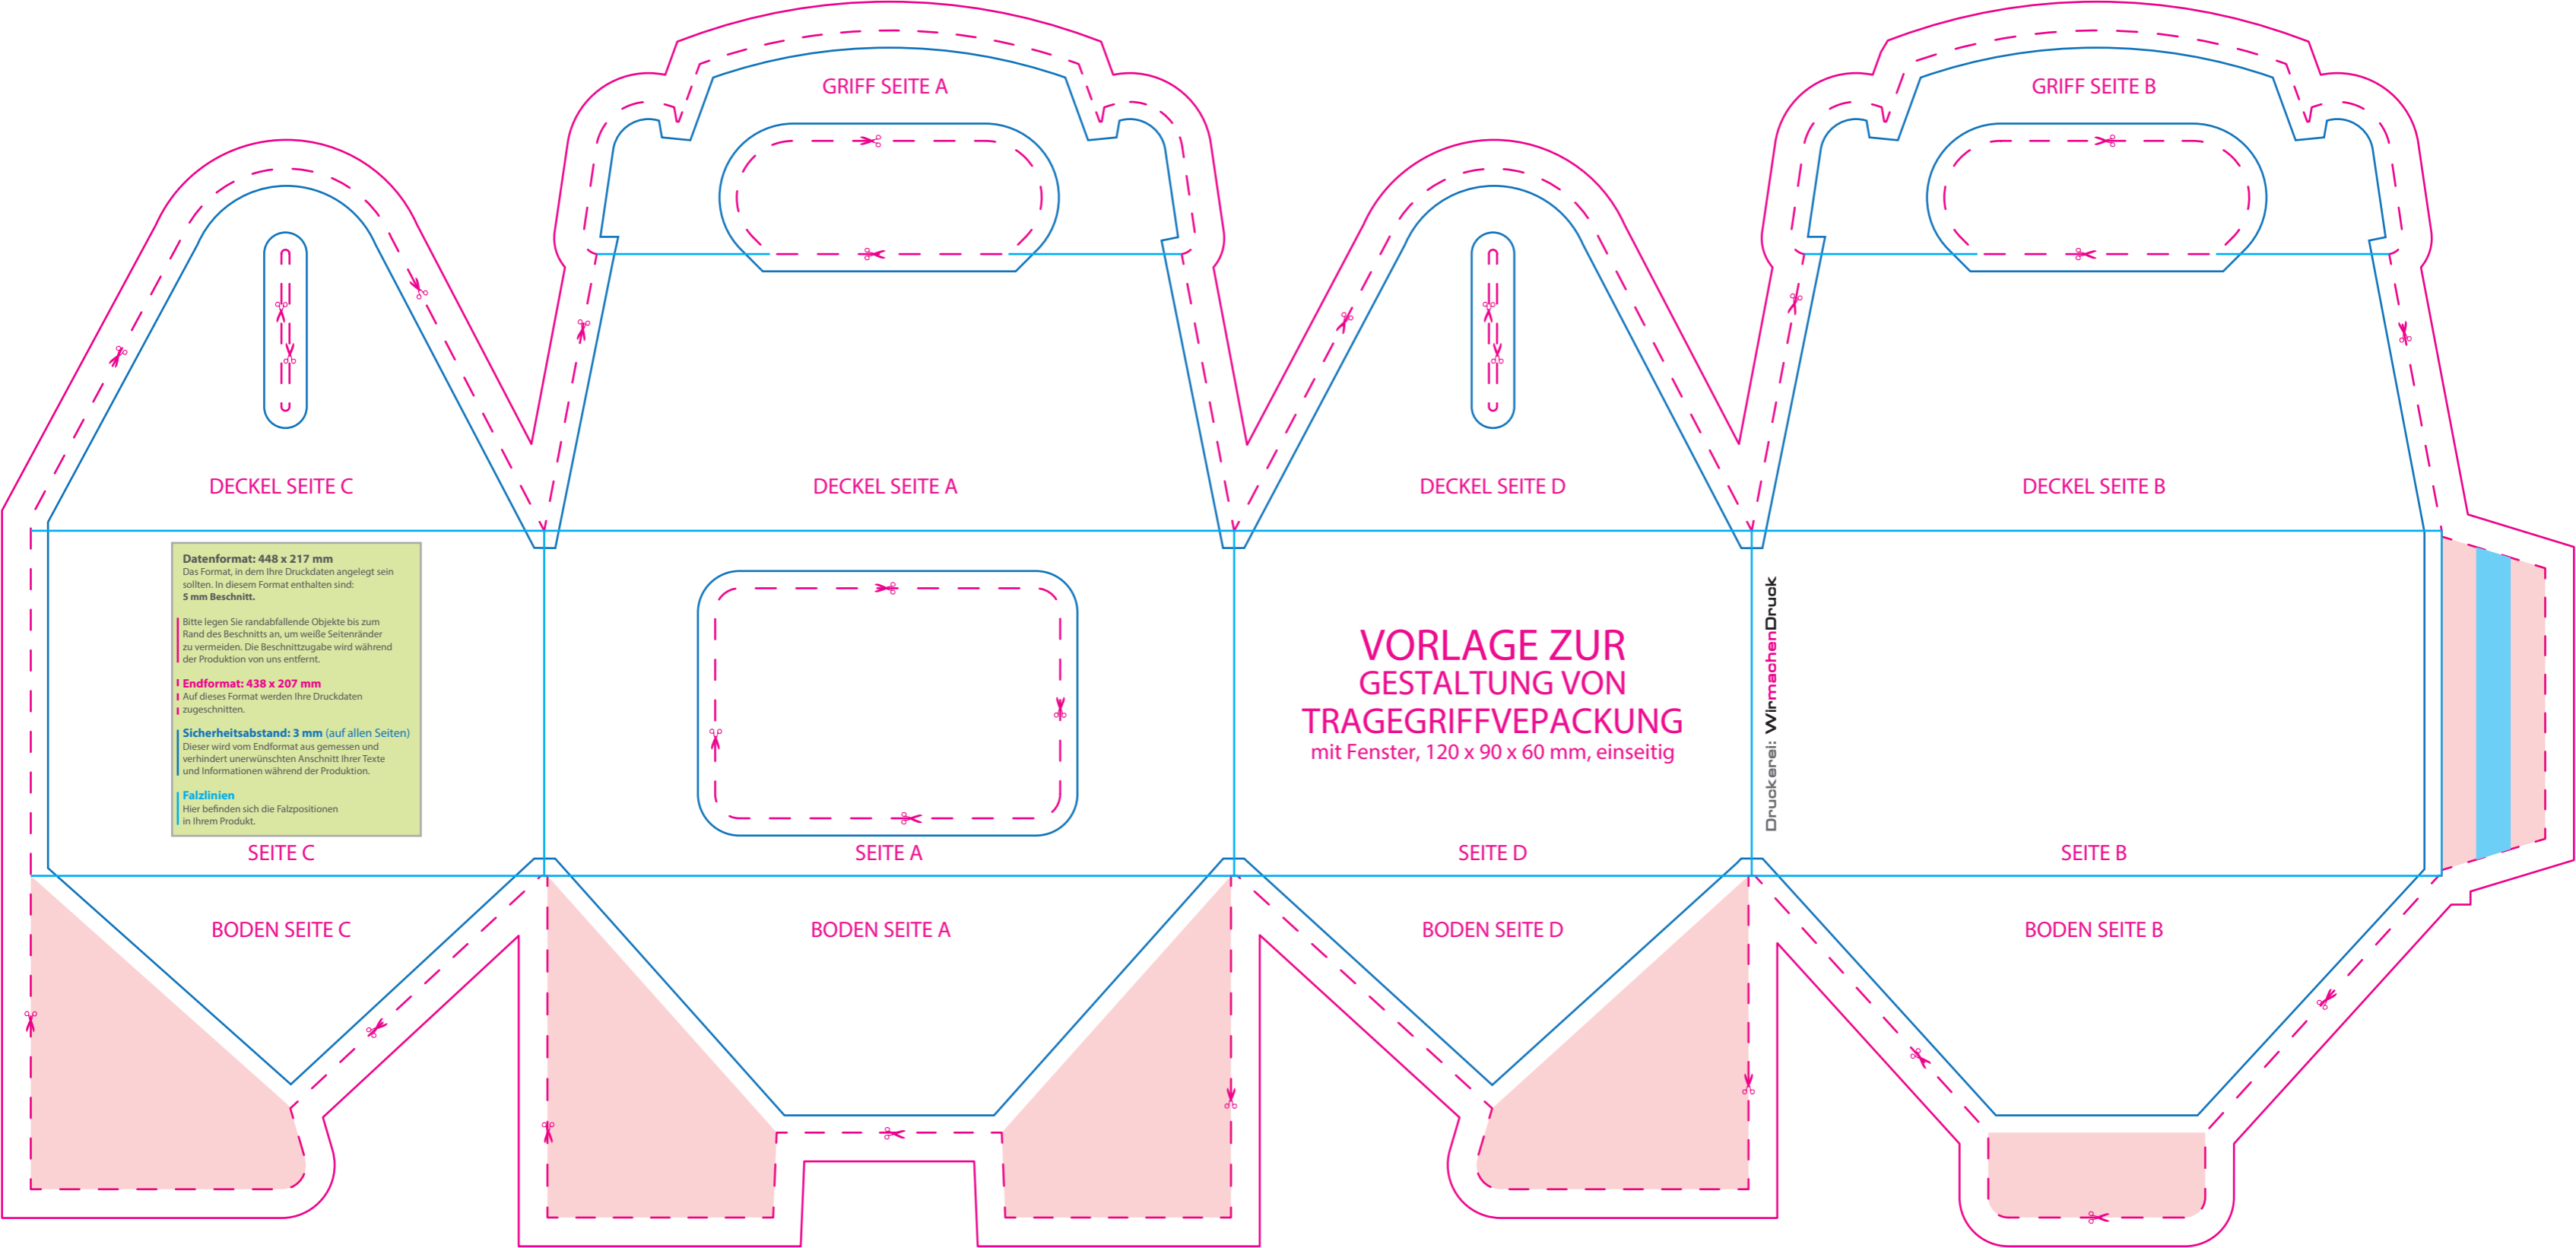 GRIFF SEITE A
GRIFF SEITE B
DECKEL SEITE C
DECKEL SEITE A
DECKEL SEITE D
DECKEL SEITE B
Datenformat: 448 x 217 mm
Das Format, in dem Ihre Druckdaten angelegt sein
sollten. In diesem Format enthalten sind:
5 mm Beschnitt.
Bitte legen Sie randabfallende Objekte bis zum
Rand des Beschnitts an, um weiße Seitenränder
zu vermeiden. Die Beschnittzugabe wird während
der Produktion von uns entfernt.
Endformat: 438 x 207 mm
Auf dieses Format werden Ihre Druckdaten
zugeschnitten.
Sicherheitsabstand: 3 mm (auf allen Seiten)
Dieser wird vom Endformat aus gemessen und
verhindert unerwünschten Anschnitt Ihrer Texte
und Informationen während der Produktion.
Falzlinien
Hier befinden sich die Falzpositionen
in Ihrem Produkt.
VORLAGE ZUR
GESTALTUNG VON
TRAGEGRIFFVEPACKUNG
mit Fenster, 120 x 90 x 60 mm, einseitig
Druckerei: WirmachenDruck
SEITE C
SEITE A
SEITE D
SEITE B
BODEN SEITE C
BODEN SEITE A
BODEN SEITE D
BODEN SEITE B